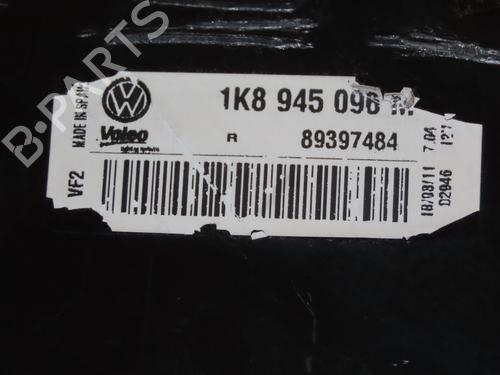 B-PARTS
MADE IN SPAIN
VW
1K8 945 096 M
Valeo
R
89397484
VF2
18/03/11 7.04
D2946